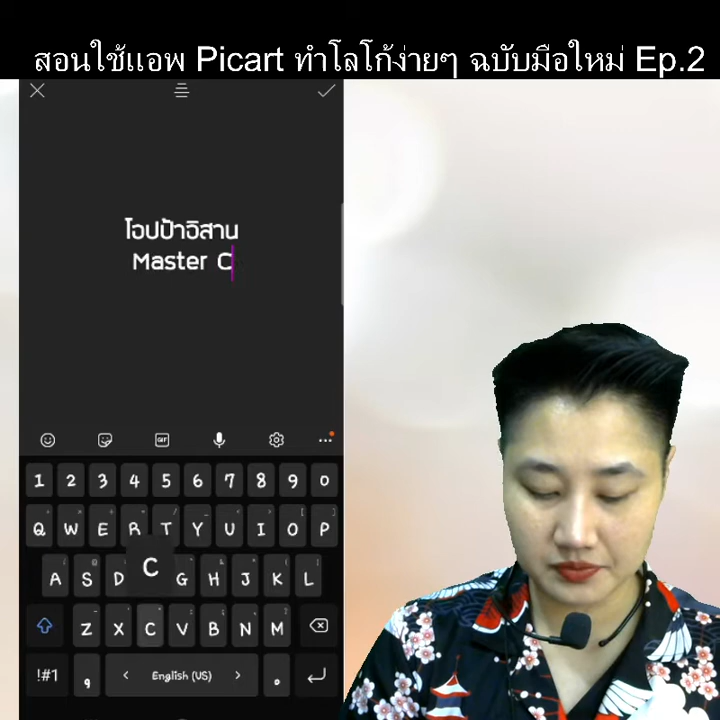 สอนใช้แอพ Picart ทำโลโก้ง่ายๆ ฉบับมือใหม่ Ep.2
โอปป้าอิสาน
Master C
GIF
1 2 3 4 5 6 7 8 9 0
Q W E R T Y U I O P
A S D C G H J K L
Z X C V B N M
!#1 , English (US) .